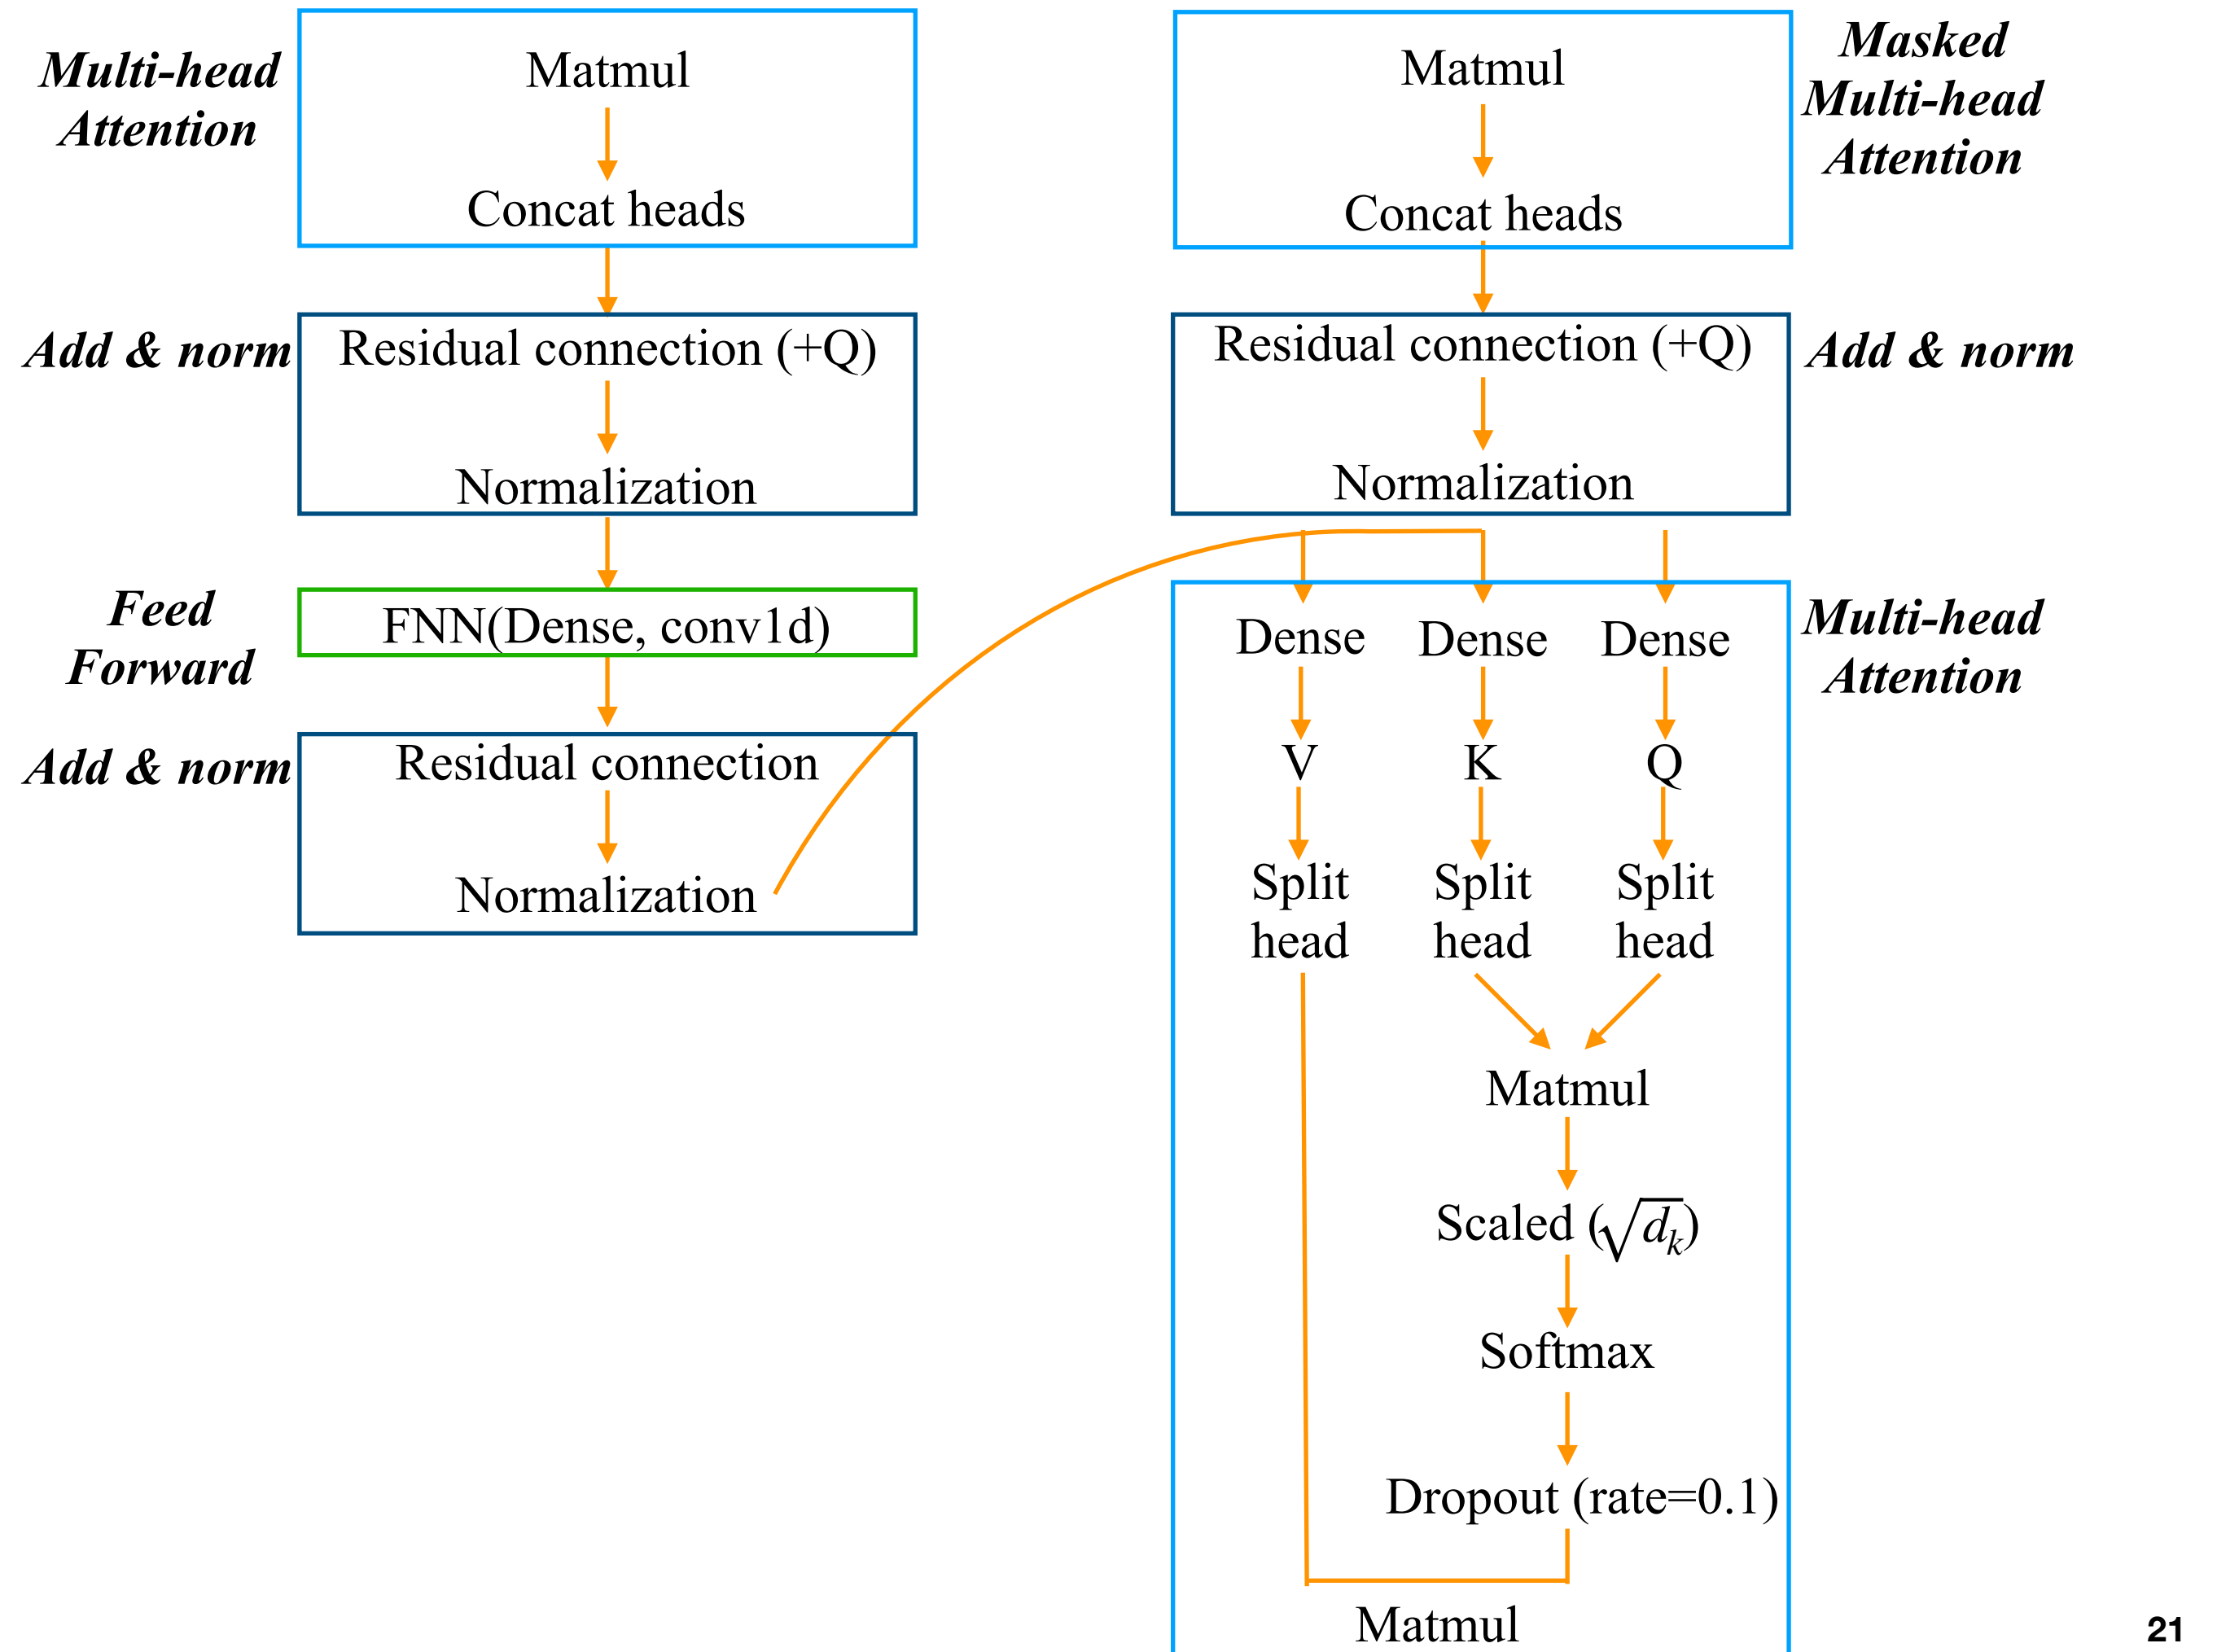 Multi-head
Attention
Matmul
Concat heads
Add & norm
Residual connection (+Q)
Normalization
Feed
Forward
FNN(Dense, conv1d)
Add & norm
Residual connection
Normalization
Masked
Multi-head
Attention
Matmul
Concat heads
Residual connection (+Q)
Add & norm
Normalization
Multi-head
Attention
Dense Dense Dense
V K Q
Split Split Split
head head head
Matmul
Scaled (√d_k)
Softmax
Dropout (rate=0.1)
Matmul
21